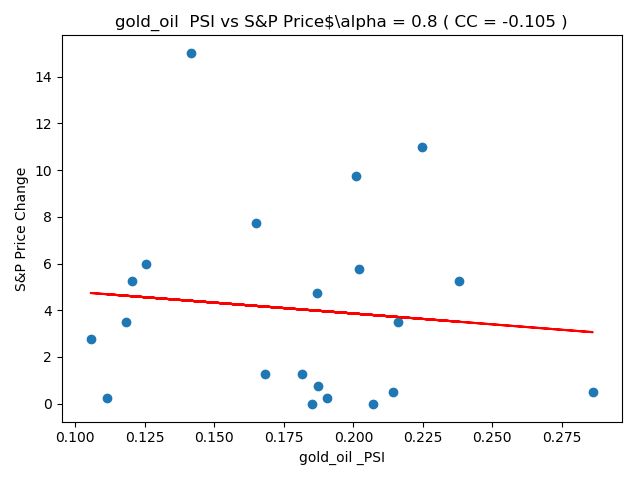 gold_oil  PSI vs S&P Price$\alpha = 0.8 ( CC = -0.105 )
14
12
10
8
6
4
2
0
S&P Price Change
0.100 0.125 0.150 0.175 0.200 0.225 0.250 0.275
gold_oil _PSI